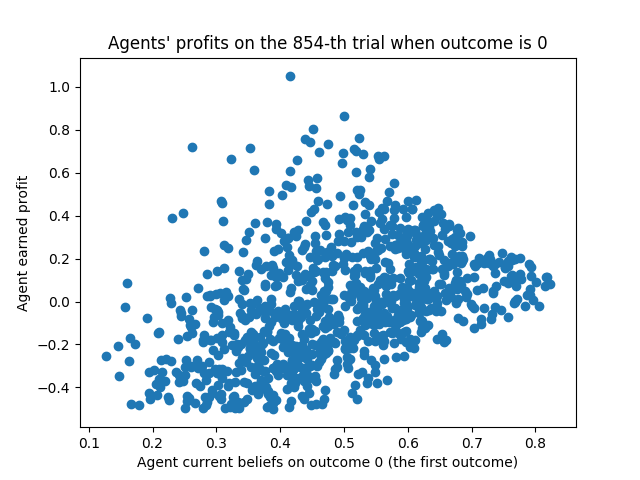 Agents' profits on the 854-th trial when outcome is 0
Agent earned profit
1.0
0.8
0.6
0.4
0.2
0.0
−0.2
−0.4
0.1 0.2 0.3 0.4 0.5 0.6 0.7 0.8
Agent current beliefs on outcome 0 (the first outcome)